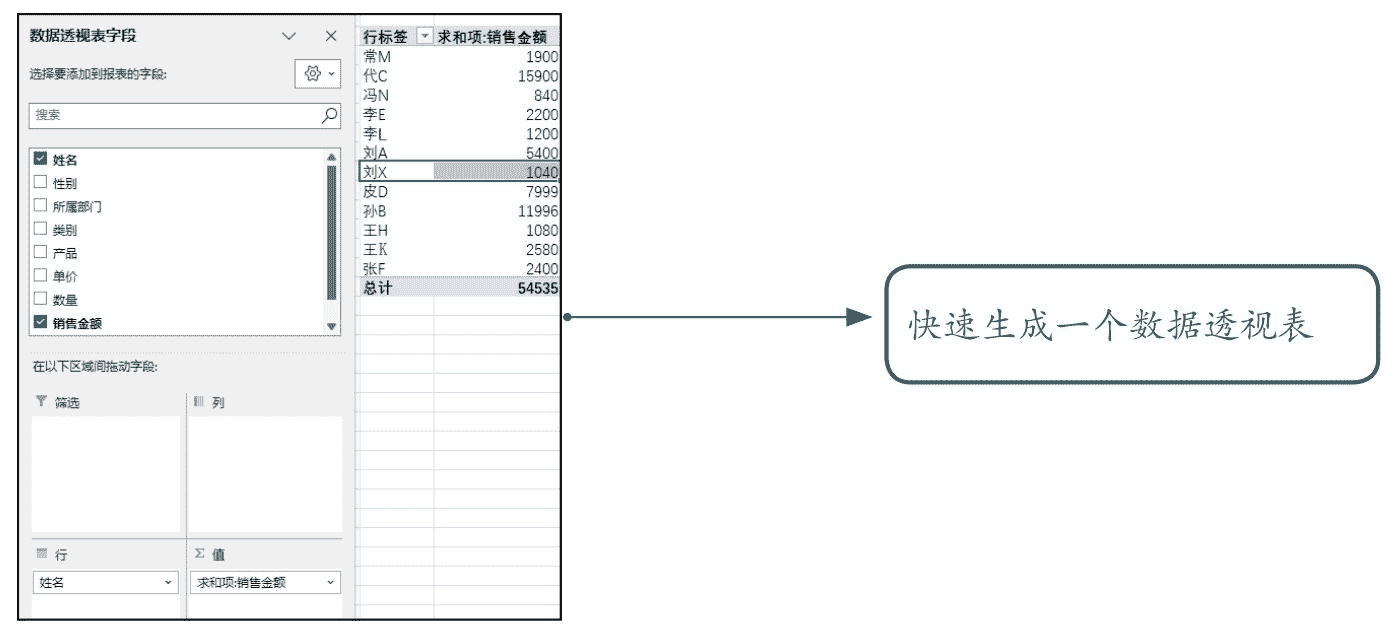 数据透视表字段
选择要添加到报表的字段:
搜索
姓名
性别
所属部门
类别
产品
单价
数量
销售金额
在以下区域间拖动字段:
筛选
列
行
Σ 值
姓名
求和项:销售金额
行标签 求和项:销售金额
常M 1900
代C 15900
冯N 840
李E 2200
李L 1200
刘A 5400
刘X 1040
皮D 7999
孙B 11996
王H 1080
王K 2580
张F 2400
总计 54535
快速生成一个数据透视表